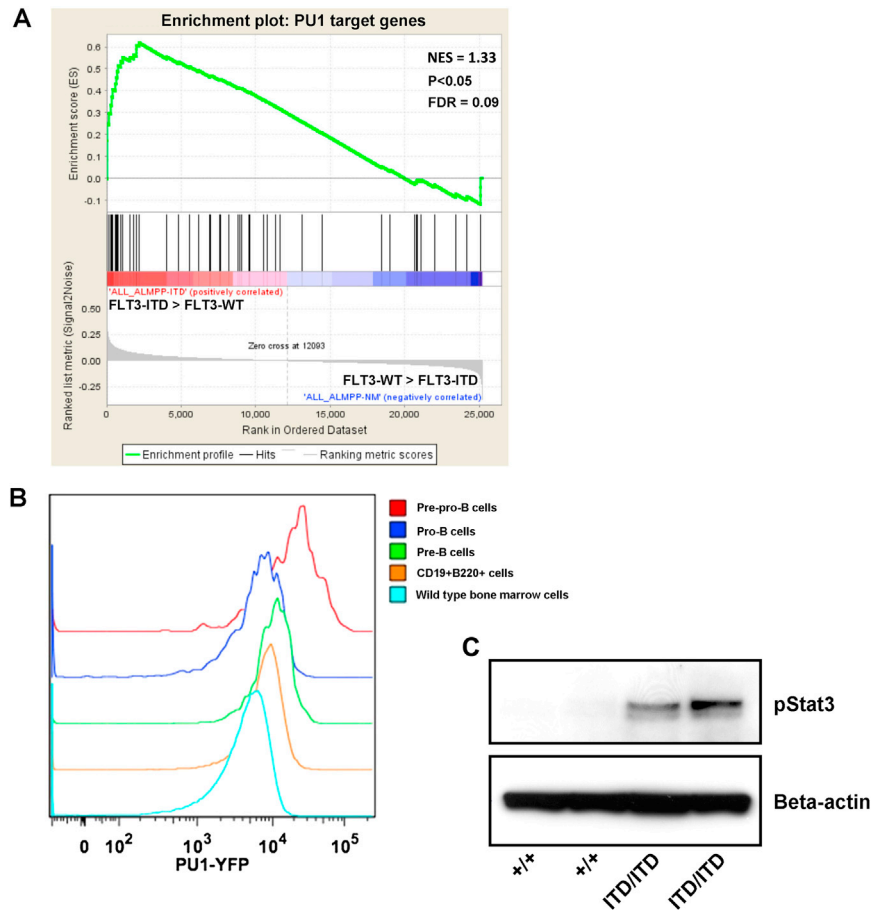 A
Enrichment plot: PU1 target genes
NES = 1.33
P<0.05
FDR = 0.09
Enrichment score (ES)
0.6
0.5
0.4
0.3
0.2
0.1
0.0
-0.1
'ALL_ALMPP-ITD' (positively correlated)
FLT3-ITD > FLT3-WT
Ranked list metric (Signal2Noise)
0.50
0.25
0.00
-0.25
Zero cross at 12093
FLT3-WT > FLT3-ITD
'ALL_ALMPP-NM' (negatively correlated)
0 5,000 10,000 15,000 20,000 25,000
Rank in Ordered Dataset
Enrichment profile Hits Ranking metric scores
B
Pre-pro-B cells
Pro-B cells
Pre-B cells
CD19+B220+ cells
Wild type bone marrow cells
0 10^2 10^3 10^4 10^5
PU1-YFP
C
pStat3
Beta-actin
+/+ +/+ ITD/ITD ITD/ITD